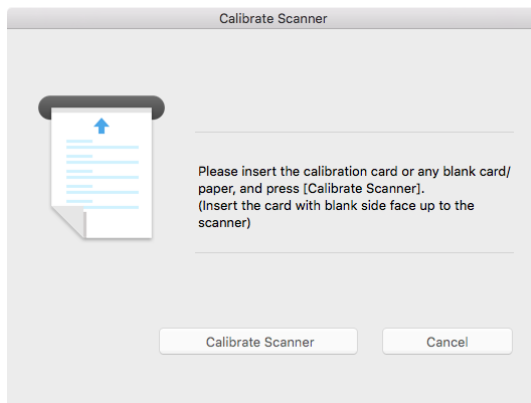 Calibrate Scanner
Please insert the calibration card or any blank card/
paper, and press [Calibrate Scanner].
(Insert the card with blank side face up to the
scanner)
Calibrate Scanner
Cancel